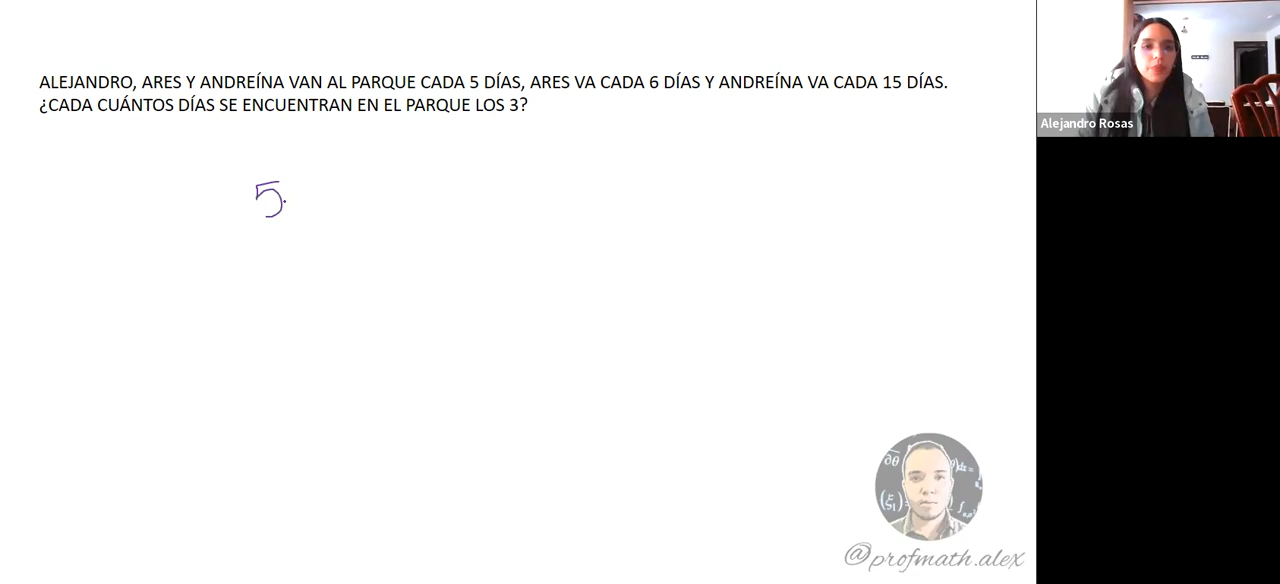 ALEJANDRO, ARES Y ANDREÍNA VAN AL PARQUE CADA 5 DÍAS, ARES VA CADA 6 DÍAS Y ANDREÍNA VA CADA 15 DÍAS.
¿CADA CUÁNTOS DÍAS SE ENCUENTRAN EN EL PARQUE LOS 3?
Alejandro Rosas
5.
@profmath.alex